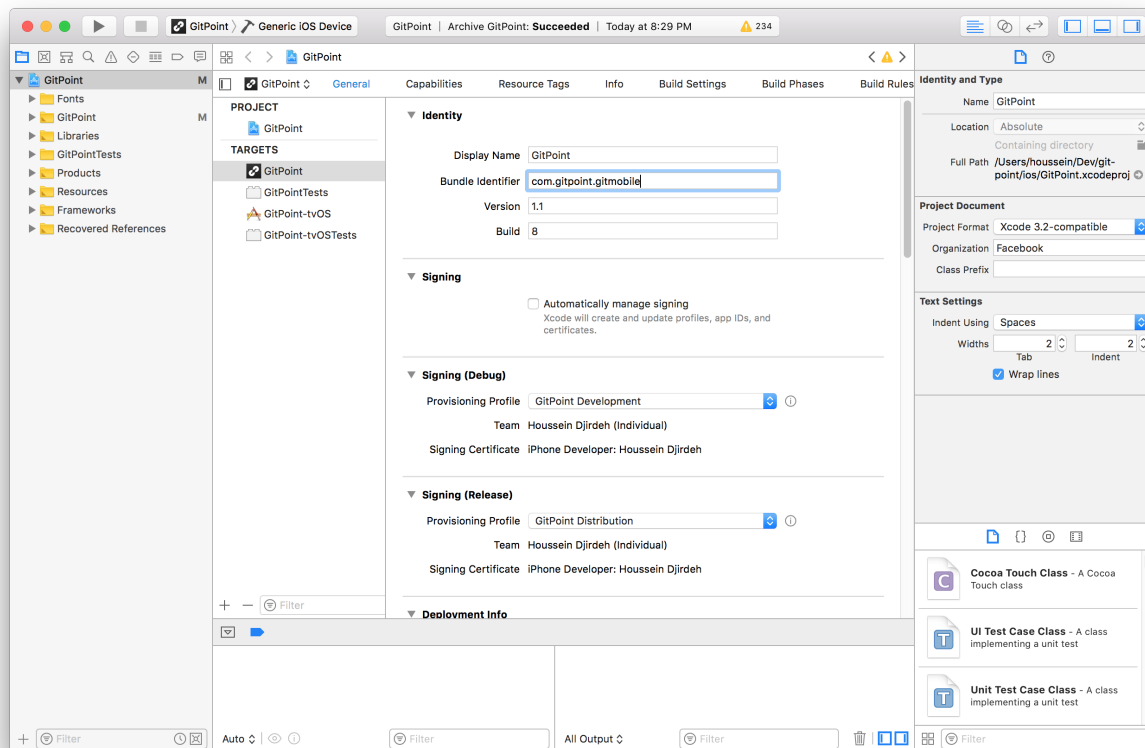 GitPoint
Generic iOS Device
GitPoint | Archive GitPoint: Succeeded | Today at 8:29 PM
234
GitPoint
GitPoint M
Fonts
GitPoint M
Libraries
GitPointTests
Products
Resources
Frameworks
Recovered References
Filter
GitPoint
General
Capabilities
Resource Tags
Info
Build Settings
Build Phases
Build Rules
PROJECT
GitPoint
TARGETS
GitPoint
GitPointTests
GitPoint-tvOS
GitPoint-tvOSTests
Filter
Identity
Display Name GitPoint
Bundle Identifier com.gitpoint.gitmobile
Version 1.1
Build 8
Signing
Automatically manage signing
Xcode will create and update profiles, app IDs, and
certificates.
Signing (Debug)
Provisioning Profile GitPoint Development
Team Houssein Djirdeh (Individual)
Signing Certificate iPhone Developer: Houssein Djirdeh
Signing (Release)
Provisioning Profile GitPoint Distribution
Team Houssein Djirdeh (Individual)
Signing Certificate iPhone Developer: Houssein Djirdeh
Deployment Info
Auto
Filter
All Output
Filter
Identity and Type
Name GitPoint
Location Absolute
Containing directory
Full Path /Users/houssein/Dev/git-
point/ios/GitPoint.xcodeproj
Project Document
Project Format Xcode 3.2-compatible
Organization Facebook
Class Prefix
Text Settings
Indent Using Spaces
Widths 2 2
Tab Indent
Wrap lines
{}
C
Cocoa Touch Class - A Cocoa
Touch class
T
UI Test Case Class - A class
implementing a unit test
T
Unit Test Case Class - A class
implementing a unit test
Filter